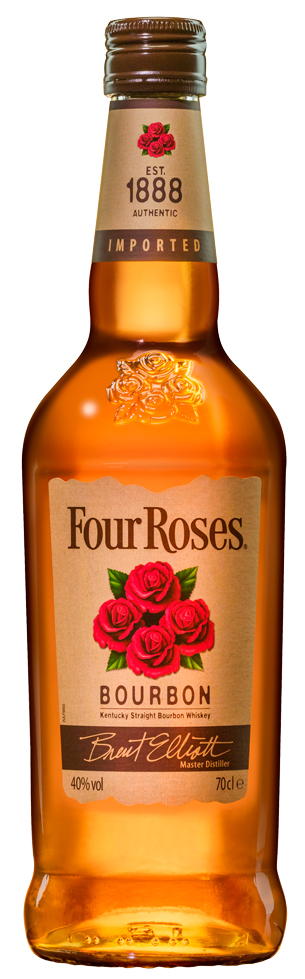 EST.
1888
AUTHENTIC
IMPORTED
Four Roses
BOURBON
Kentucky Straight Bourbon Whiskey
Brent Elliott
Master Distiller
40% vol 70cl e